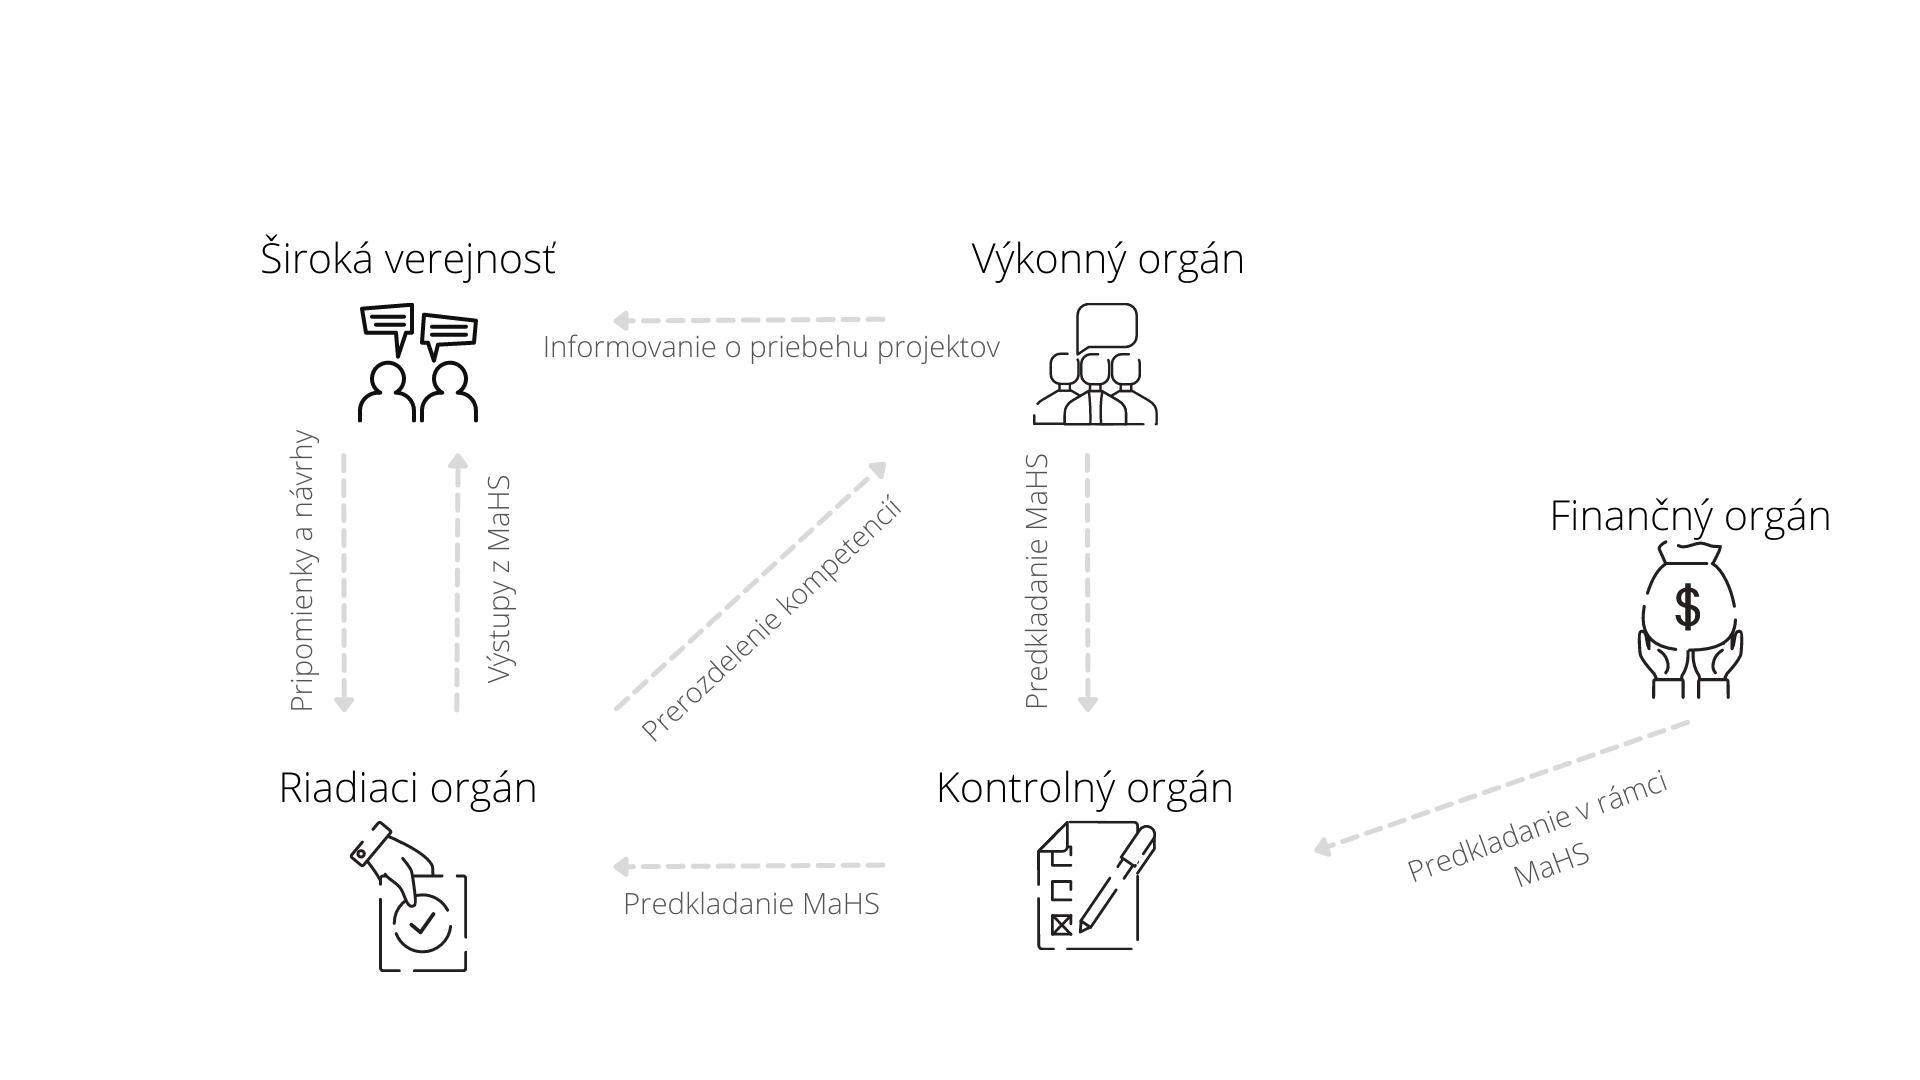 Široká verejnosť
Výkonný orgán
Informovanie o priebehu projektov
Pripomienky a návrhy
Výstupy z MaHS
Prerozdelenie kompetencií
Predkladanie MaHS
Finančný orgán
$
Riadiaci orgán
Kontrolný orgán
Predkladanie MaHS
Predkladanie v rámci
MaHS